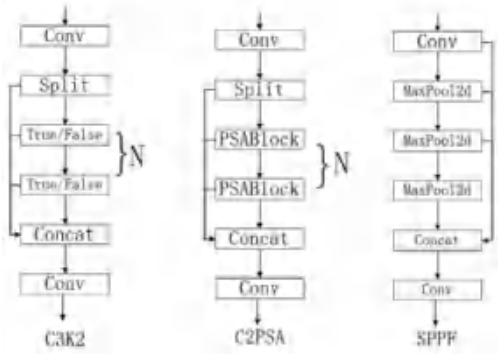 Conv
Split
True/False
True/False
N
Concat
Conv
C3K2
Conv
Split
PSABlock
PSABlock
N
Concat
Conv
C2PSA
Conv
MaxPool2d
MaxPool2d
MaxPool2d
Concat
Conv
SPPF